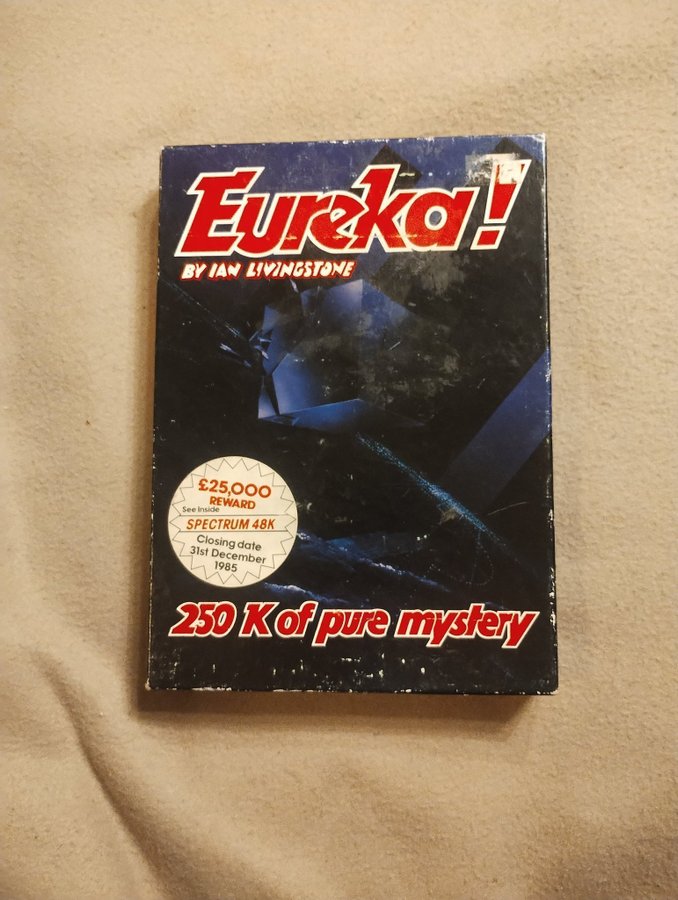 Eureka!
BY IAN LIVINGSTONE
£25,000
REWARD
See Inside
SPECTRUM 48K
Closing date
31st December
1985
250 K of pure mystery